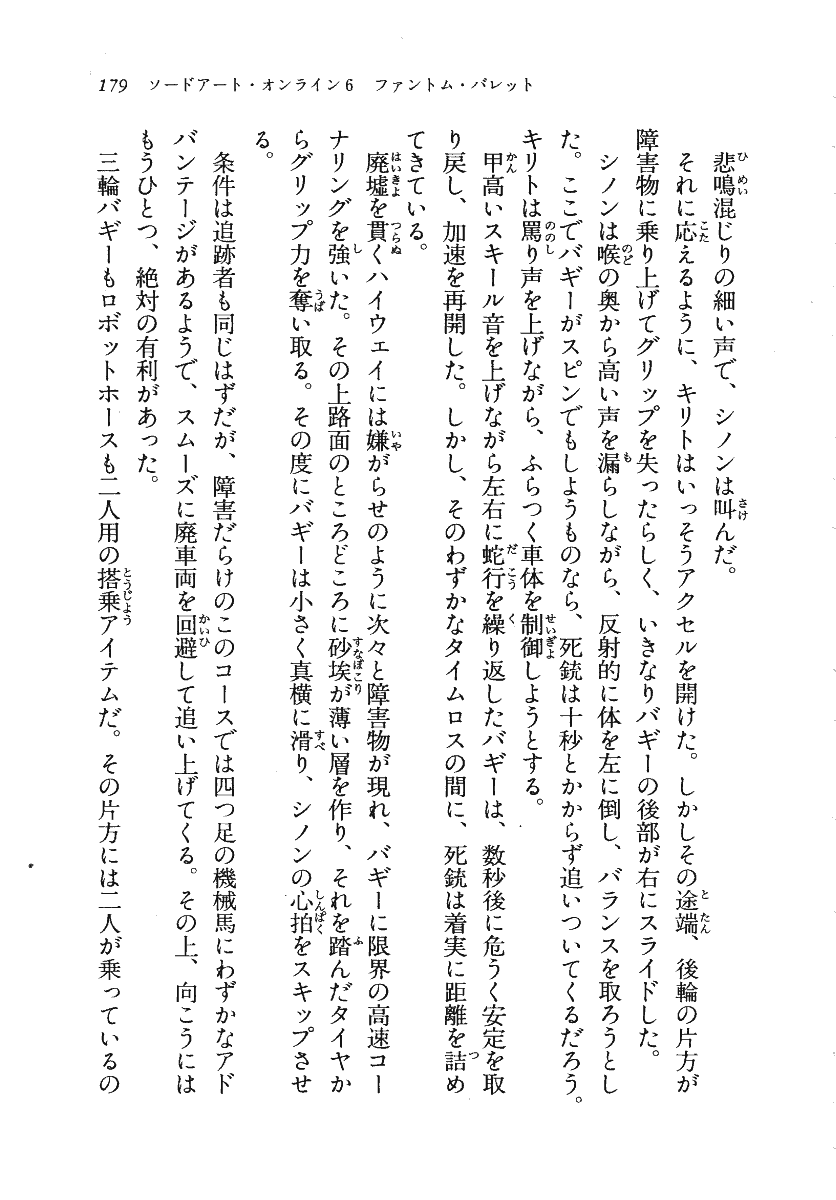 179　ソードアート・オンライン6　ファントム・バレット
悲鳴混じりの細い声で、シノンは叫んだ。
それに応えるように、キリトはいっそうアクセルを開けた。しかしその途端、後輪の片方が
障害物に乗り上げてグリップを失ったらしく、いきなりバギーの後部が右にスライドした。
シノンは喉の奥から高い声を漏らしながら、反射的に体を左に倒し、バランスを取ろうとし
た。ここでバギーがスピンでもしようものなら、死銃は十秒とかからず追いついてくるだろう。
キリトは罵り声を上げながら、ふらつく車体を制御しようとする。
甲高いスキール音を上げながら左右に蛇行を繰り返したバギーは、数秒後に危うく安定を取
り戻し、加速を再開した。しかし、そのわずかなタイムロスの間に、死銃は着実に距離を詰め
てきている。
廃墟を貫くハイウェイには嫌がらせのように次々と障害物が現れ、バギーに限界の高速コー
ナリングを強いた。その上路面のところどころに砂埃が薄い層を作り、それを踏んだタイヤか
らグリップ力を奪い取る。その度にバギーは小さく真横に滑り、シノンの心拍をスキップさせ
る。
条件は追跡者も同じはずだが、障害だらけのこのコースでは四つ足の機械馬にわずかなアド
バンテージがあるようで、スムーズに廃車両を回避して追い上げてくる。その上、向こうには
もうひとつ、絶対の有利があった。
三輪バギーもロボットホースも二人用の搭乗アイテムだ。その片方には二人が乗っているの